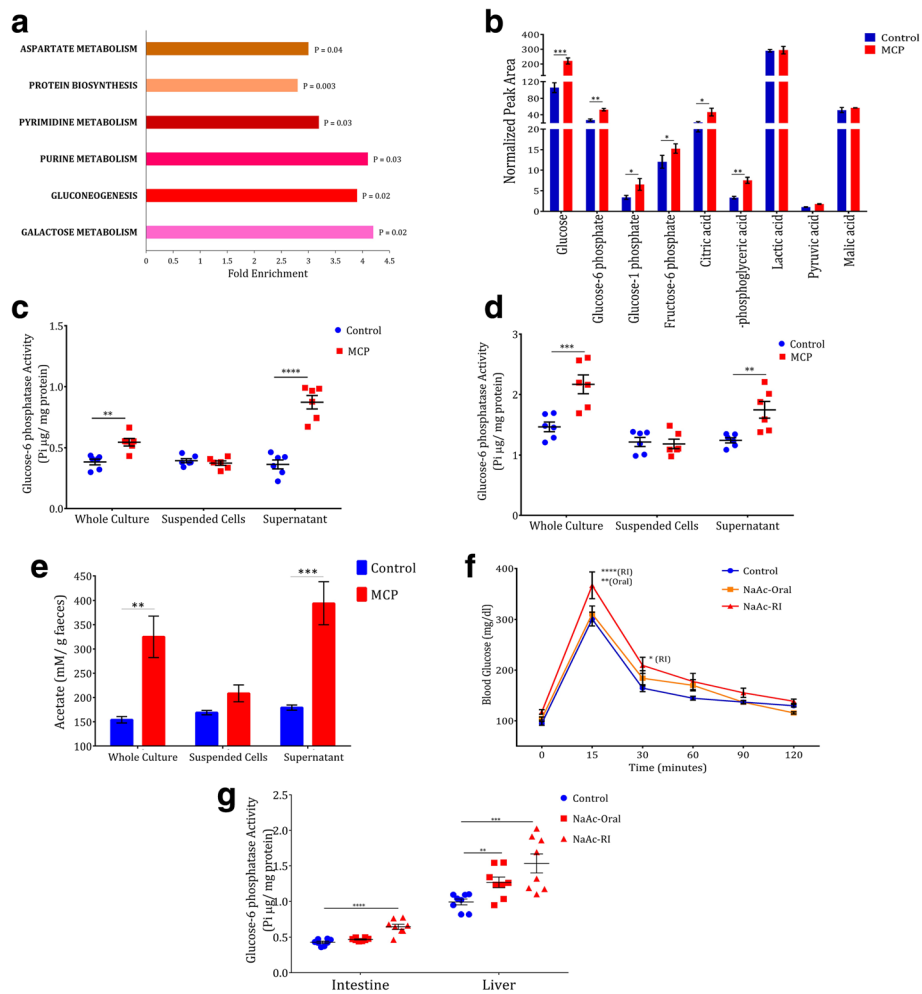 a
ASPARTATE METABOLISM
P = 0.04
PROTEIN BIOSYNTHESIS
P = 0.003
PYRIMIDINE METABOLISM
P = 0.03
PURINE METABOLISM
P = 0.03
GLUCONEOGENESIS
P = 0.02
GALACTOSE METABOLISM
P = 0.02
0 0.5 1 1.5 2 2.5 3 3.5 4 4.5
Fold Enrichment
b
Normalized Peak Area
400
300
200
120
80
40
20
15
10
5
0
*** ** * * * **
Control
MCP
Glucose
Glucose-6 phosphate
Glucose-1 phosphate
Fructose-6 phosphate
Citric acid
-phosphoglyceric acid
Lactic acid
Pyruvic acid
Malic acid
c
Glucose-6 phosphatase Activity
(Pi µg/ mg protein)
1.5
1.0
0.5
0.0
** ****
Control
MCP
Whole Culture Suspended Cells Supernatant
d
Glucose-6 phosphatase Activity
(Pi µg/ mg protein)
3
2
1
0
*** **
Control
MCP
Whole Culture Suspended Cells Supernatant
e
Acetate (mM/ g faeces)
450
400
350
300
250
200
150
100
** ***
Control
MCP
Whole Culture Suspended Cells Supernatant
f
Blood Glucose (mg/dl)
400
300
200
100
****(RI)
**(Oral)
* (RI)
Control
NaAc-Oral
NaAc-RI
0 15 30 60 90 120
Time (minutes)
g
Glucose-6 phosphatase Activity
(Pi µg/ mg protein)
2.5
2.0
1.5
1.0
0.5
0.0
**** ** ***
Control
NaAc-Oral
NaAc-RI
Intestine Liver